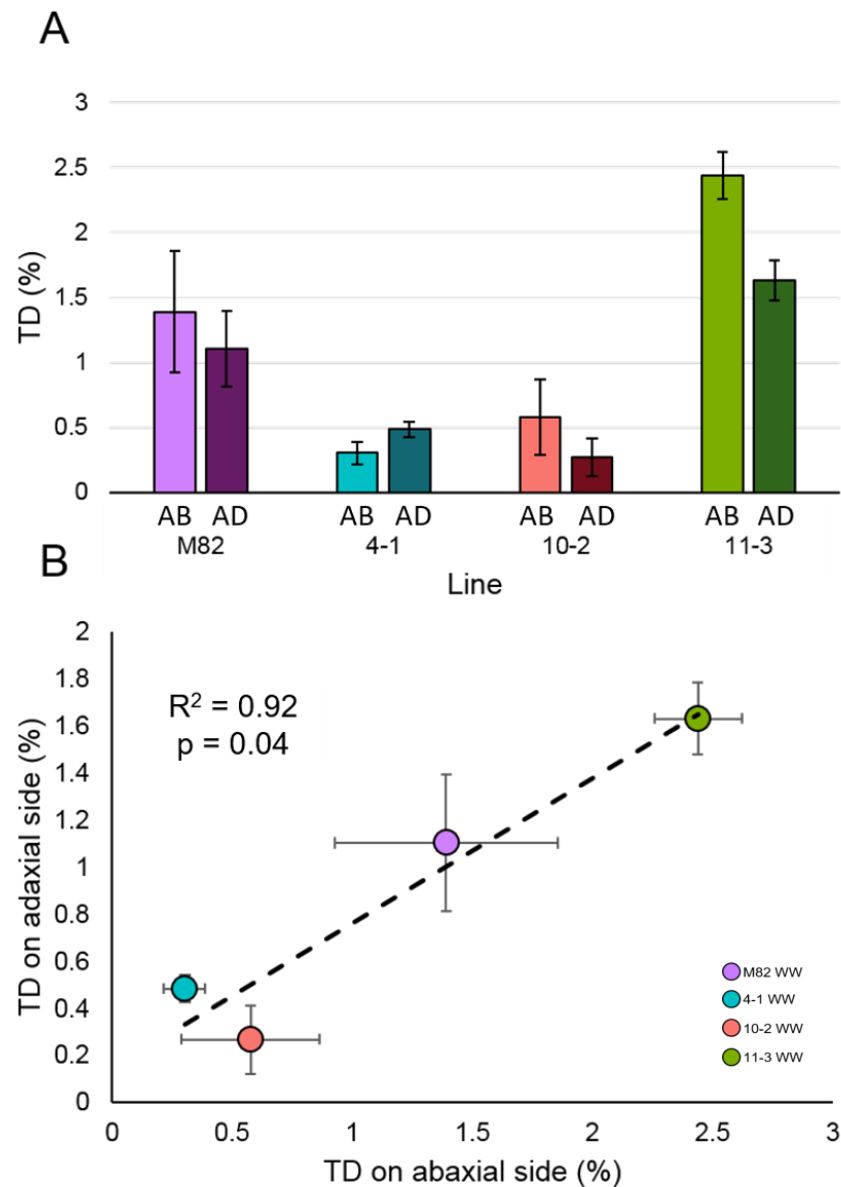 A
3
2.5
2
1.5
1
0.5
0
TD (%)
AB AD AB AD AB AD AB AD
M82 4-1 10-2 11-3
Line
B
2
1.8
1.6
1.4
1.2
1
0.8
0.6
0.4
0.2
0
TD on adaxial side (%)
R² = 0.92
p = 0.04
M82 WW
4-1 WW
10-2 WW
11-3 WW
0 0.5 1 1.5 2 2.5 3
TD on abaxial side (%)